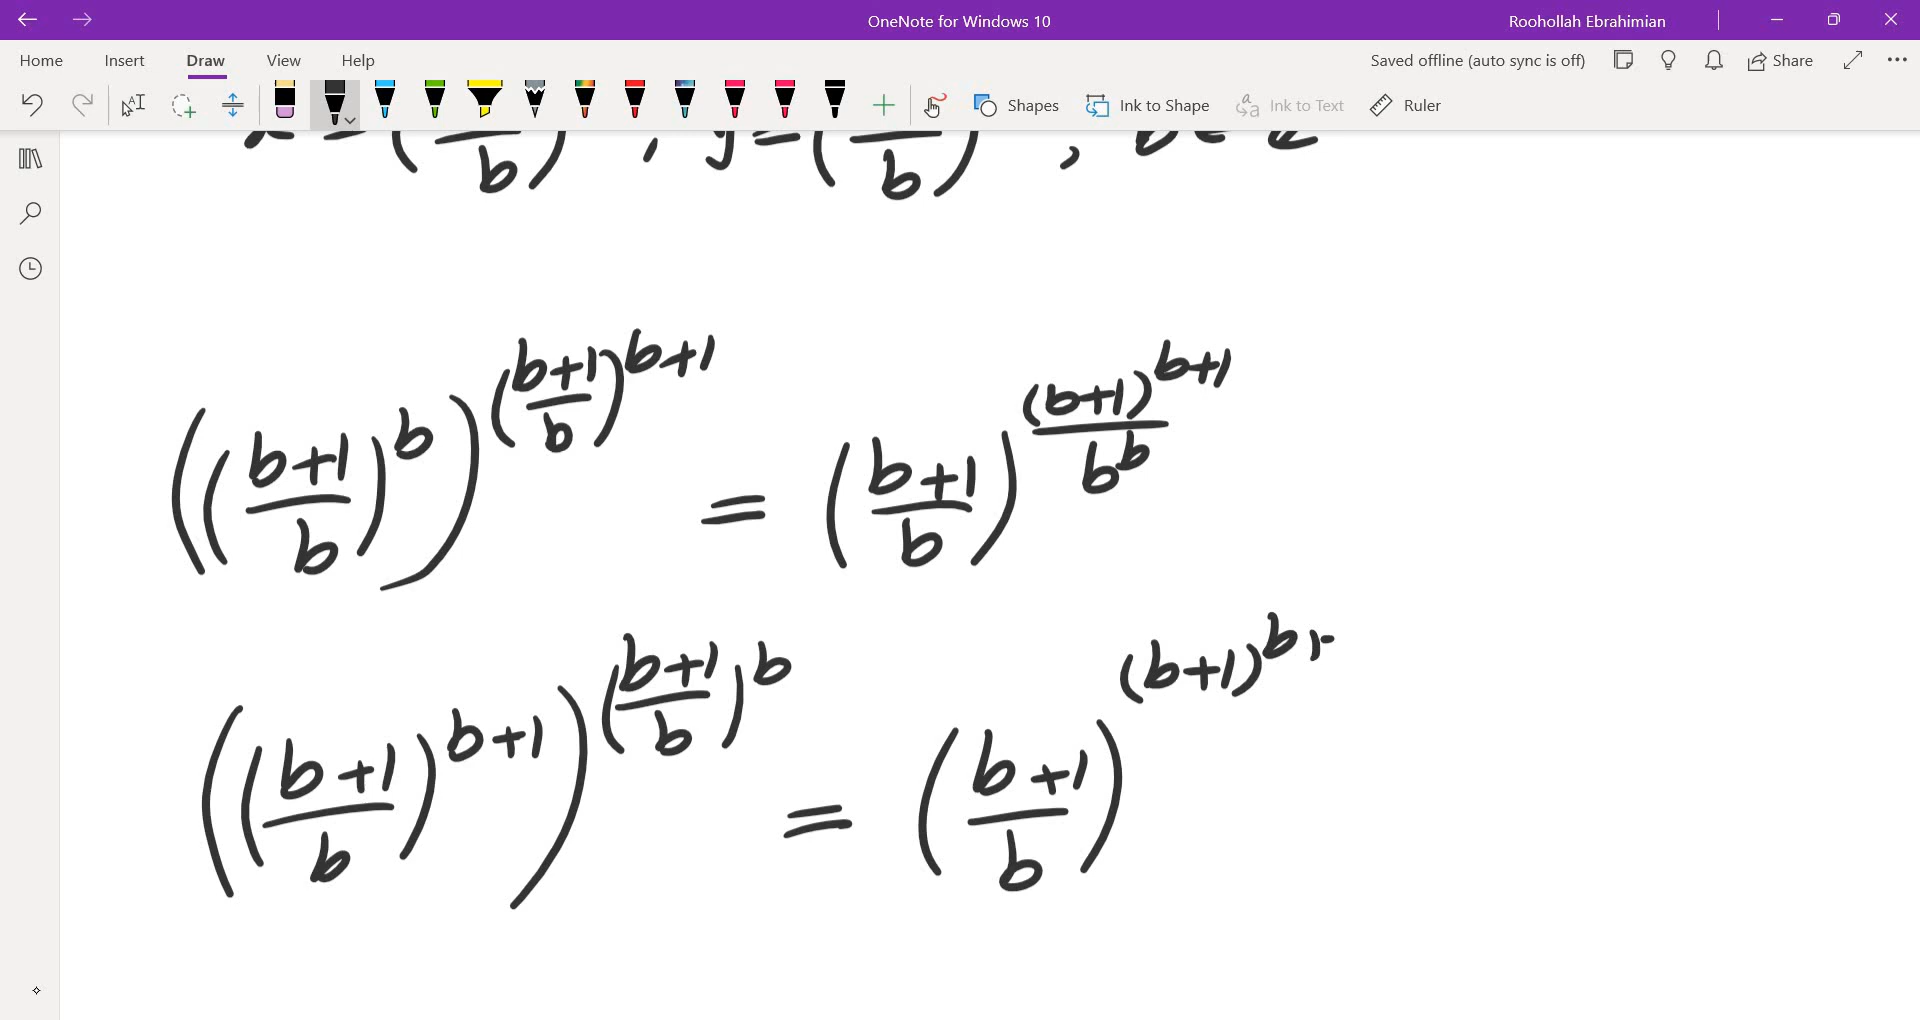 OneNote for Windows 10 Roohollah Ebrahimian
Home Insert Draw View Help Saved offline (auto sync is off) Share
Shapes Ink to Shape Ink to Text Ruler
= ( / b ) , y = ( / b ) , b ∈
(((b+1)/b)^b)^(((b+1)/b)^(b+1)) = ((b+1)/b)^((b+1)^(b+1)/b^b)
(((b+1)/b)^(b+1))^(((b+1)/b)^b) = ((b+1)/b)^((b+1)^b